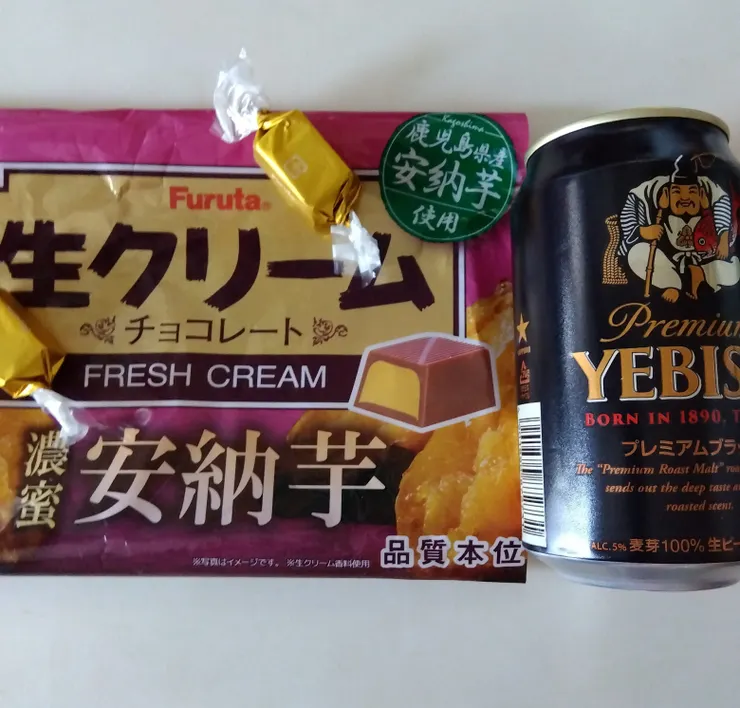 Kagoshima
鹿児島県産
安納芋
使用
Furuta
生クリーム
チョコレート
FRESH CREAM
濃蜜
安納芋
※写真はイメージです。 ※生クリーム香料使用
品質本位
Premium
YEBIS
BORN IN 1890, T
プレミアムブラッ
The "Premium Roast Malt" roa
sends out the deep taste a
roasted scent.
ALC.5% 麦芽100% 生ビー